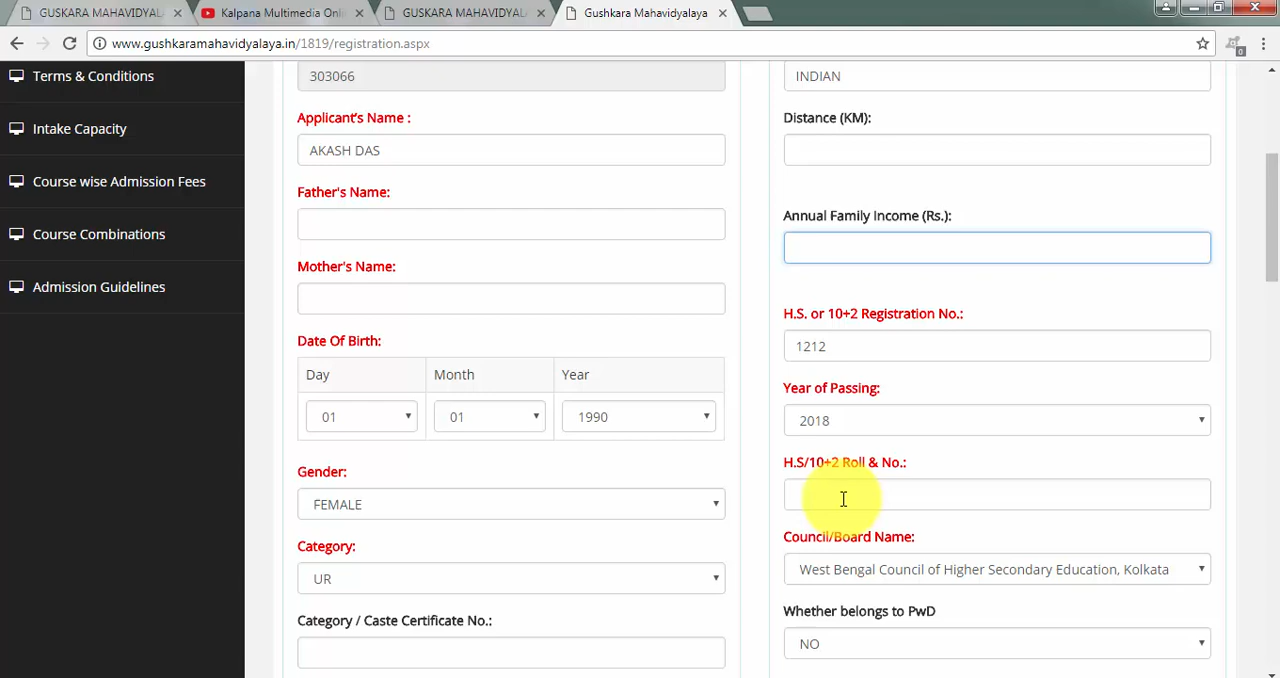 GUSKARA MAHAVIDYAL
Kalpana Multimedia Onl
GUSKARA MAHAVIDYAL
Gushkara Mahavidyalaya
www.gushkaramahavidyalaya.in/1819/registration.aspx
0
Terms & Conditions
Intake Capacity
Course wise Admission Fees
Course Combinations
Admission Guidelines
303066
Applicant's Name :
AKASH DAS
Father's Name:
Mother's Name:
Date Of Birth:
Day Month Year
01 01 1990
Gender:
FEMALE
Category:
UR
Category / Caste Certificate No.:
INDIAN
Distance (KM):
Annual Family Income (Rs.):
H.S. or 10+2 Registration No.:
1212
Year of Passing:
2018
H.S/10+2 Roll & No.:
Council/Board Name:
West Bengal Council of Higher Secondary Education, Kolkata
Whether belongs to PwD
NO